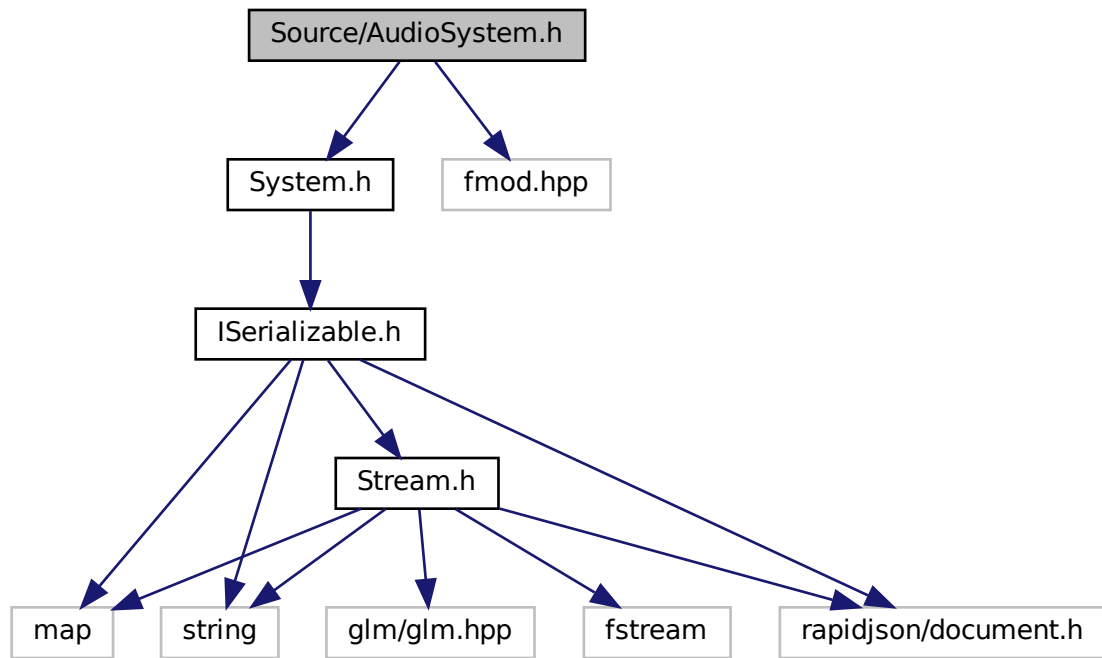 Source/AudioSystem.h
System.h
fmod.hpp
ISerializable.h
Stream.h
map
string
glm/glm.hpp
fstream
rapidjson/document.h